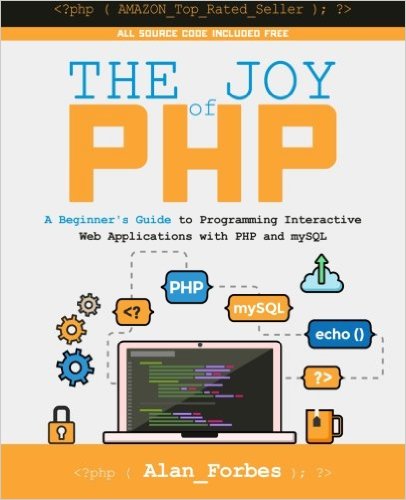 <?php ( AMAZON_Top_Rated_Seller ); ?>
ALL SOURCE CODE INCLUDED FREE
THE JOY
of
PHP
A Beginner's Guide to Programming Interactive
Web Applications with PHP and mySQL
PHP
<?
mySQL
echo ()
?>
<?php ( Alan_Forbes ); ?>